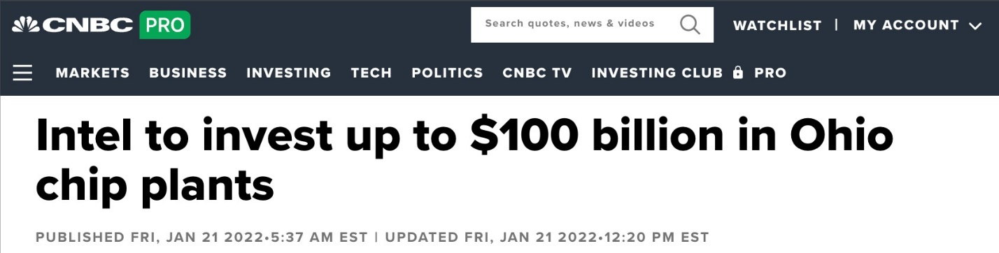 CNBC PRO
Search quotes, news & videos
WATCHLIST | MY ACCOUNT
MARKETS BUSINESS INVESTING TECH POLITICS CNBC TV INVESTING CLUB PRO
Intel to invest up to $100 billion in Ohio
chip plants
PUBLISHED FRI, JAN 21 2022•5:37 AM EST | UPDATED FRI, JAN 21 2022•12:20 PM EST